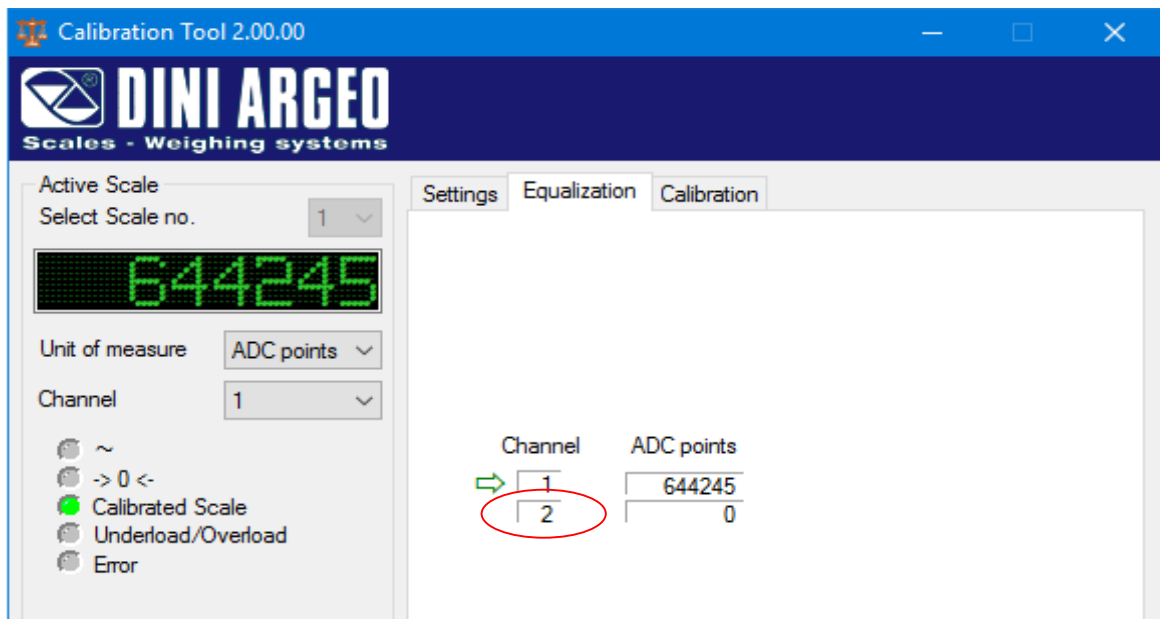 Calibration Tool 2.00.00
DINI ARGEO
Scales - Weighing systems
Active Scale
Select Scale no. 1
644245
Unit of measure ADC points
Channel 1
~
-> 0 <-
Calibrated Scale
Underload/Overload
Error
Settings Equalization Calibration
Channel ADC points
1 644245
2 0